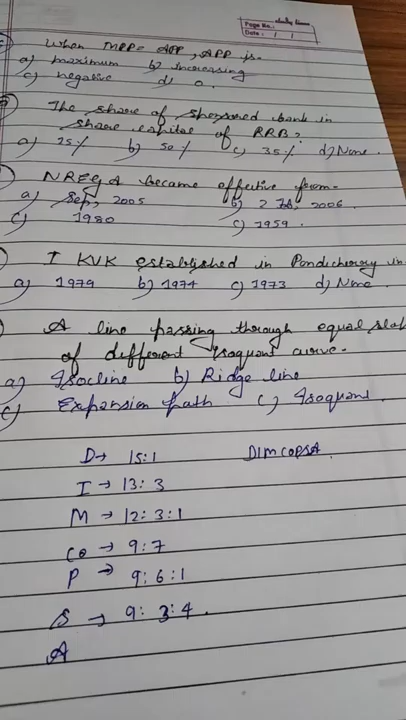 Page No.:
Date: / /
When MPP= APP, APP is.
a) maximum b) increasing
c) negative d) 0.
The share of sponsored bank in
share capital of RRB?
a) 25% b) 50% c) 35% d) None.
NREGA became effective from-
a) Sep, 2005 b) 2 Feb, 2006.
c) 1980 c) 1959.
I KVK established in Pondicherry in-
a) 1979 b) 1974 c) 1973 d) None
A line passing through equal slop
of different Isoquant curve-
a) Isocline b) Ridge line
c) Expansion path c) Isoquant.
D→ 15:1 DIMCOPSA.
I → 13:3
M → 12:3:1
CO → 9:7
P → 9:6:1
S → 9:3:4.
A